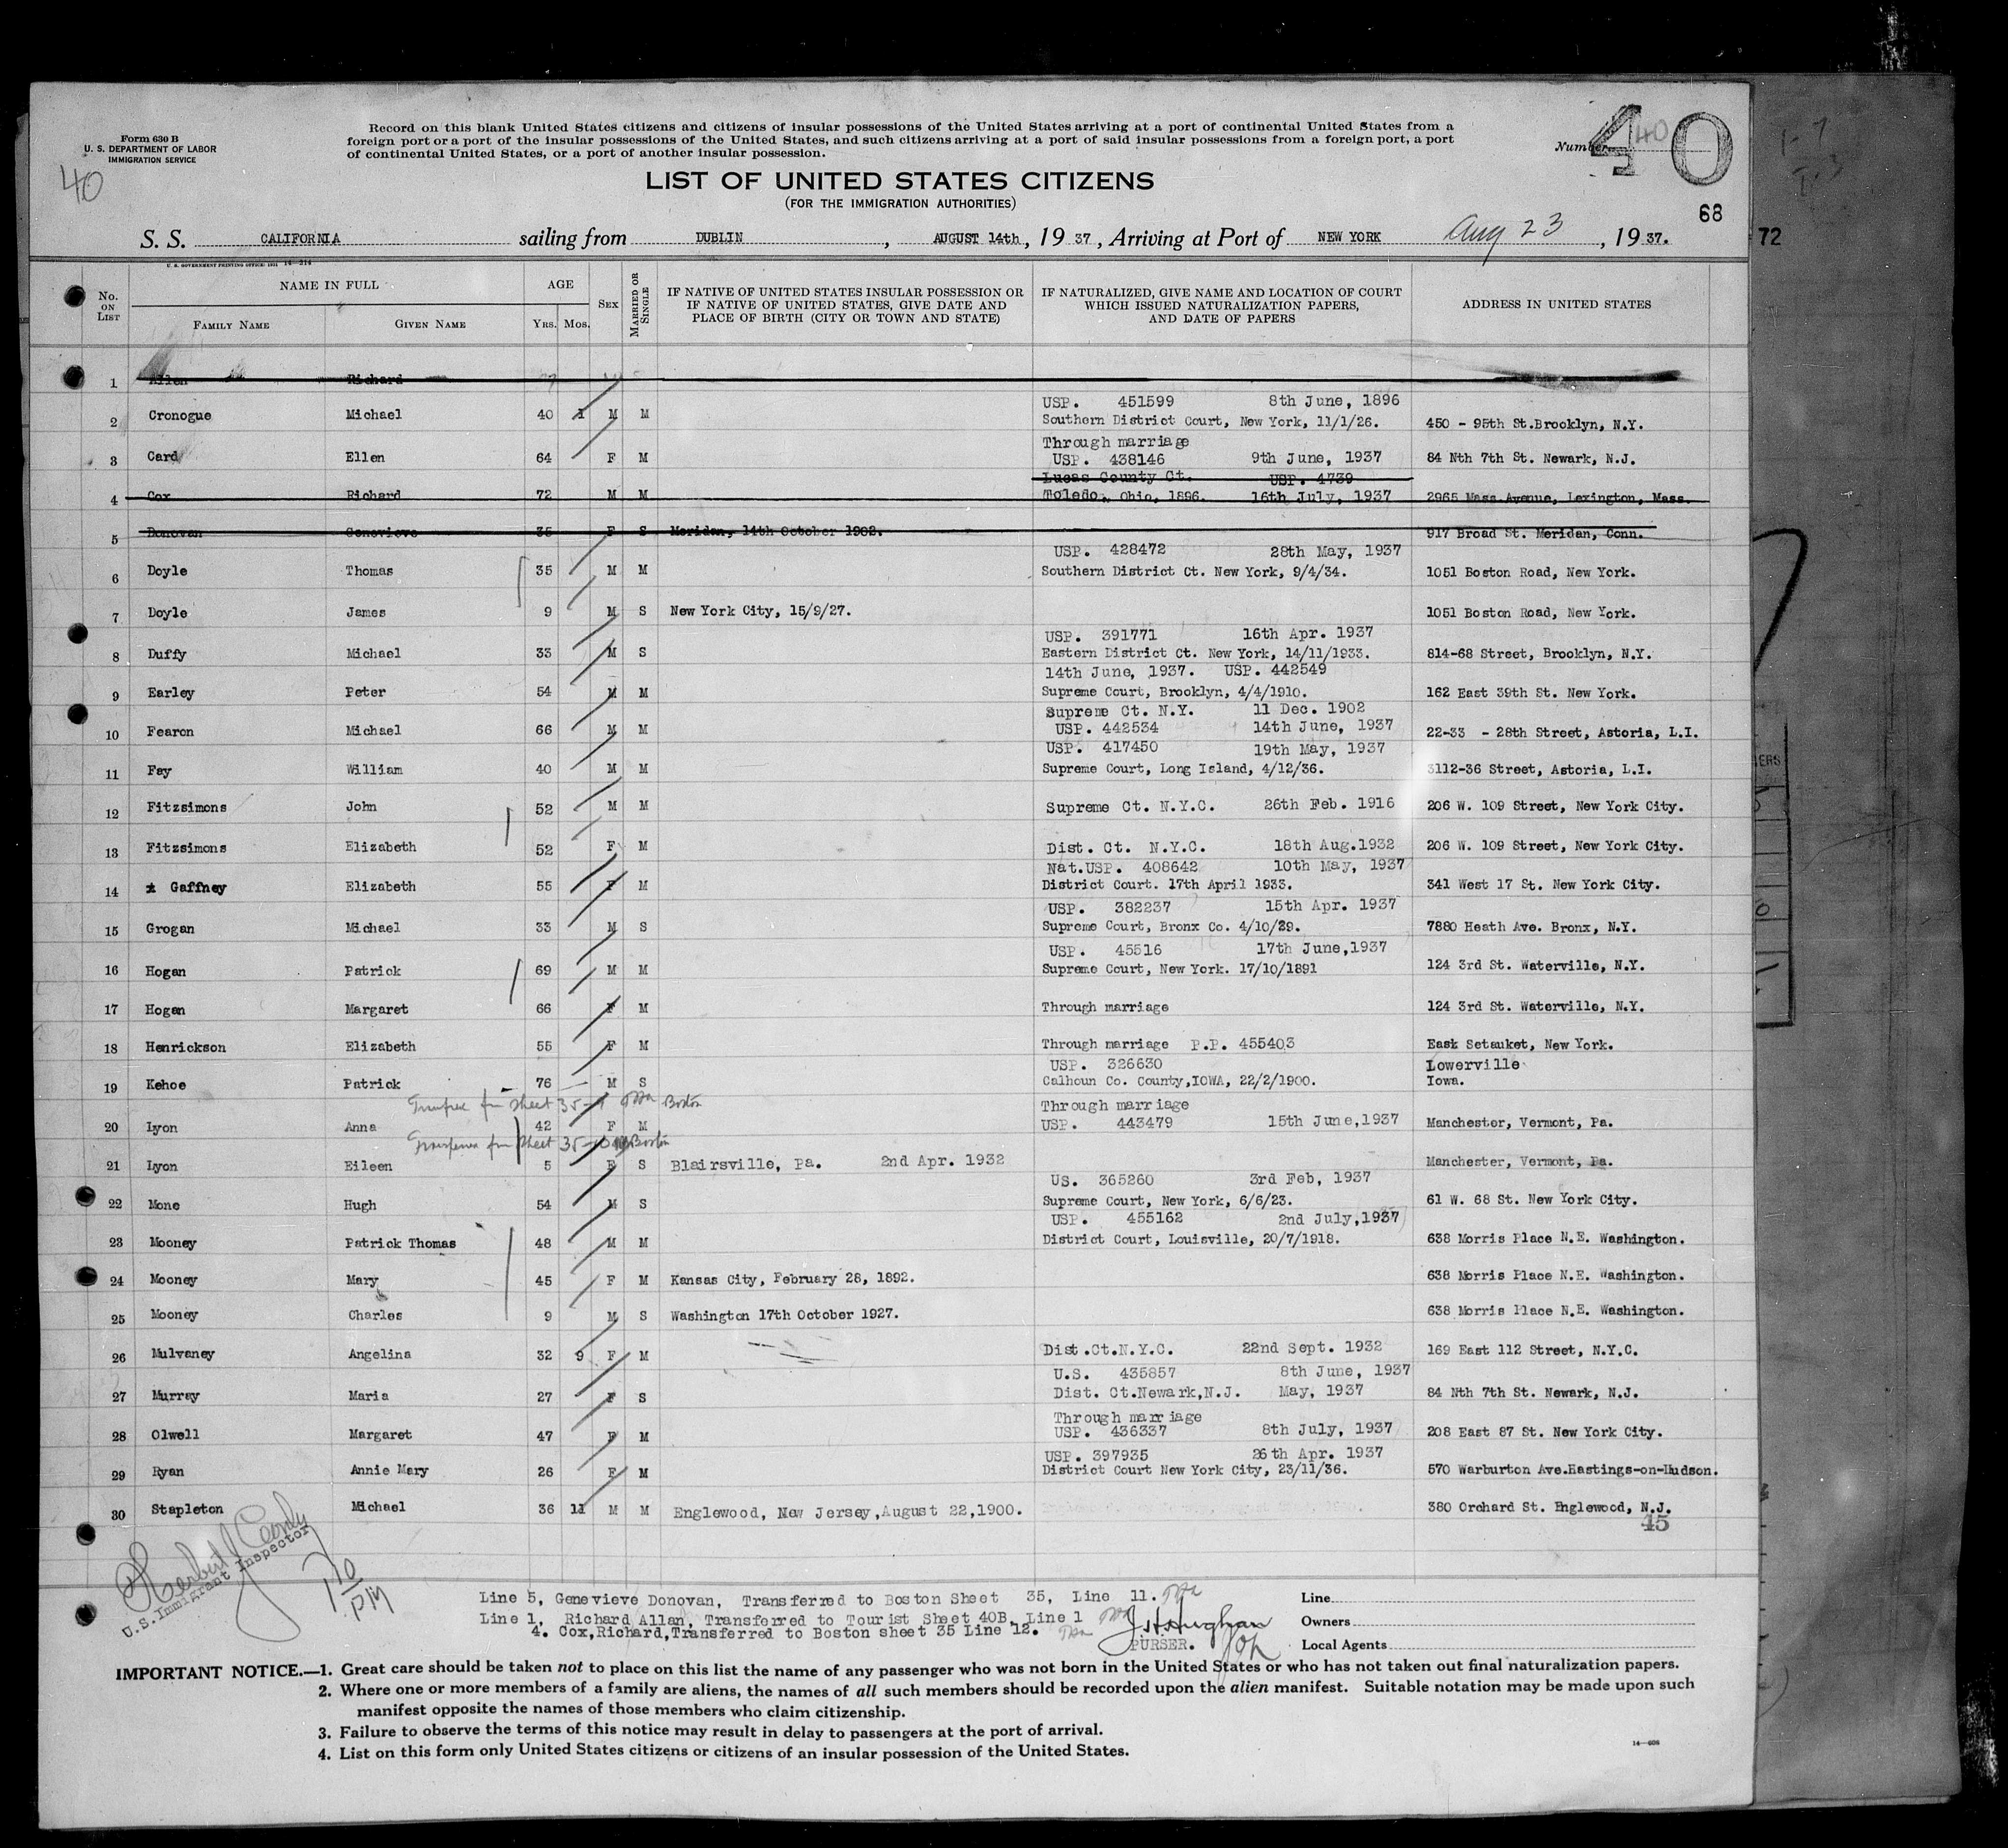 Form 630 B
U. S. DEPARTMENT OF LABOR
IMMIGRATION SERVICE
40
Record on this blank United States citizens and citizens of insular possessions of the United States arriving at a port of continental United States from a
foreign port or a port of the insular possessions of the United States, and such citizens arriving at a port of said insular possessions from a foreign port, a port
of continental United States, or a port of another insular possession.
Number 40
40
LIST OF UNITED STATES CITIZENS
(FOR THE IMMIGRATION AUTHORITIES)
68
72
S. S. CALIFORNIA sailing from DUBLIN, AUGUST 14th, 1937, Arriving at Port of NEW YORK Aug 23, 1937.
U. S. GOVERNMENT PRINTING OFFICE: 1931 14—214
No. ON LIST NAME IN FULL AGE SEX MARRIED OR SINGLE IF NATIVE OF UNITED STATES INSULAR POSSESSION OR IF NATIVE OF UNITED STATES, GIVE DATE AND PLACE OF BIRTH (CITY OR TOWN AND STATE) IF NATURALIZED, GIVE NAME AND LOCATION OF COURT WHICH ISSUED NATURALIZATION PAPERS, AND DATE OF PAPERS ADDRESS IN UNITED STATES
FAMILY NAME GIVEN NAME YRS. MOS.
1 Allen Richard
USP. 451599 8th June, 1896
2 Cronogue Michael 40 1 M M Southern District Court, New York, 11/1/26. 450 - 95th St.Brooklyn, N.Y.
Through marriage
3 Card Ellen 64 F M USP. 438146 9th June, 1937 84 Nth 7th St. Newark, N.J.
Lucas County Ct. USP. 4739
4 Cox Richard 72 M M Toledo, Ohio, 1896. 16th July, 1937 2965 Mass Avenue, Lexington, Mass.
5 Donovan Genevieve 35 F S Meriden, 14th October 1902. 917 Broad St. Meridan, Conn.
USP. 428472 28th May, 1937
6 Doyle Thomas 35 M M Southern District Ct. New York, 9/4/34. 1051 Boston Road, New York.
7 Doyle James 9 M S New York City, 15/9/27. 1051 Boston Road, New York.
USP. 391771 16th Apr. 1937
8 Duffy Michael 33 M S Eastern District Ct. New York, 14/11/1933. 814-68 Street, Brooklyn, N.Y.
14th June, 1937. USP. 442549
9 Earley Peter 54 M M Supreme Court, Brooklyn, 4/4/1910. 162 East 39th St. New York.
Supreme Ct. N.Y. 11 Dec. 1902
10 Fearon Michael 66 M M USP. 442534 14th June, 1937 22-33 - 28th Street, Astoria, L.I.
USP. 417450 19th May, 1937
11 Fay William 40 M M Supreme Court, Long Island, 4/12/36. 3112-36 Street, Astoria, L.I.
12 Fitzsimons John 52 M M Supreme Ct. N.Y.C. 26th Feb. 1916 206 W. 109 Street, New York City.
13 Fitzsimons Elizabeth 52 F M Dist. Ct. N.Y.C. 18th Aug.1932 206 W. 109 Street, New York City.
Nat.USP. 408642 10th May, 1937
14 Gaffney Elizabeth 55 F M District Court. 17th April 1933. 341 West 17 St. New York City.
USP. 382237 15th Apr. 1937
15 Grogan Michael 33 M S Supreme Court, Bronx Co. 4/10/29. 7880 Heath Ave. Bronx, N.Y.
USP. 45516 17th June,1937
16 Hogan Patrick 69 M M Supreme Court, New York. 17/10/1891 124 3rd St. Waterville, N.Y.
17 Hogan Margaret 66 F M Through marriage 124 3rd St. Waterville, N.Y.
18 Henrickson Elizabeth 55 F M Through marriage P.P. 455403 Eask Setauket, New York.
USP. 326630 Lowerville
19 Kehoe Patrick 76 M S Calhoun Co. County,IOWA, 22/2/1900. Iowa.
Sheet 35 Boston
Through marriage
20 Lyon Anna 42 F M USP. 443479 15th June,1937 Manchester, Vermont, Pa.
Sheet 35 Boston
21 Lyon Eileen 5 F S Blairsville, Pa. 2nd Apr. 1932 Manchester, Vermont, Pa.
US. 365260 3rd Feb, 1937
22 Mone Hugh 54 M S Supreme Court, New York, 6/6/23. 61 W. 68 St. New York City.
USP. 455162 2nd July,1937
23 Mooney Patrick Thomas 48 M M District Court, Louisville, 20/7/1918. 638 Morris Place N.E. Washington.
24 Mooney Mary 45 F M Kansas City, February 28, 1892. 638 Morris Place N.E. Washington.
25 Mooney Charles 9 M S Washington 17th October 1927. 638 Morris Place N.E. Washington.
26 Mulvaney Angelina 32 9 F M Dist.Ct.N.Y.C. 22nd Sept. 1932 169 East 112 Street, N.Y.C.
U.S. 435857 8th June, 1937
27 Murray Maria 27 F S Dist. Ct.Newark,N.J. May, 1937 84 Nth 7th St. Newark, N.J.
Through marriage
28 Olwell Margaret 47 F M USP. 436337 8th July, 1937 208 East 87 St. New York City.
USP. 397935 26th Apr. 1937
29 Ryan Annie Mary 26 F M District Court New York City, 23/11/36. 570 Warburton Ave.Hastings-on-Hudson.
30 Stapleton Michael 36 11 M M Englewood, New Jersey,August 22,1900. 380 Orchard St. Englewood, N.J.
45
U.S. Immigrant Inspector
1 10 PM
Line 5, Genevieve Donovan, Transferred to Boston Sheet 35, Line 11.
Line 1, Richard Allan, Transferred to Tourist Sheet 40B, Line 1
4. Cox,Richard,Transferred to Boston sheet 35 Line 12.
PURSER.
Line
Owners
Local Agents
IMPORTANT NOTICE.—1. Great care should be taken not to place on this list the name of any passenger who was not born in the United States or who has not taken out final naturalization papers.
2. Where one or more members of a family are aliens, the names of all such members should be recorded upon the alien manifest. Suitable notation may be made upon such
manifest opposite the names of those members who claim citizenship.
3. Failure to observe the terms of this notice may result in delay to passengers at the port of arrival.
4. List on this form only United States citizens or citizens of an insular possession of the United States.
14—608